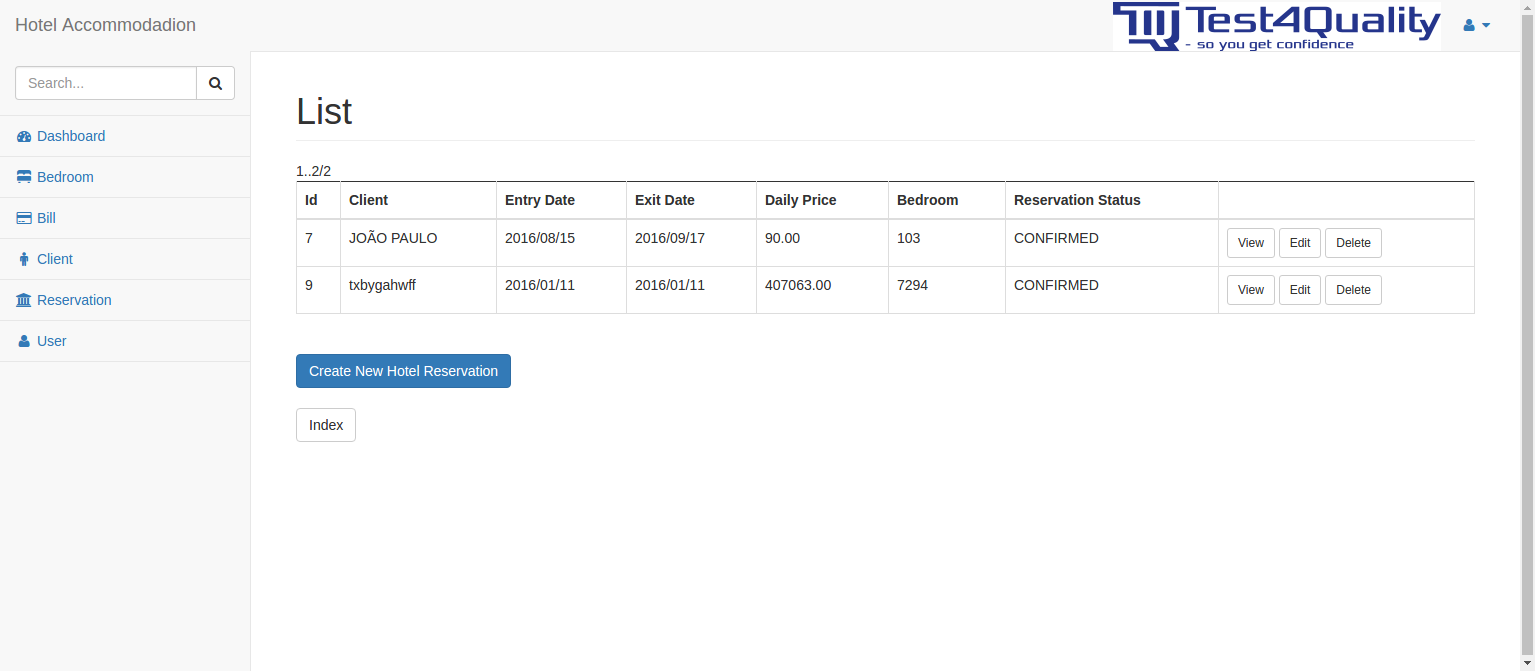 Hotel Accommodadion
Test4Quality
- so you get confidence
Search...
Dashboard
Bedroom
Bill
Client
Reservation
User
List
1..2/2
Id Client Entry Date Exit Date Daily Price Bedroom Reservation Status
7 JOÃO PAULO 2016/08/15 2016/09/17 90.00 103 CONFIRMED View Edit Delete
9 txbygahwff 2016/01/11 2016/01/11 407063.00 7294 CONFIRMED View Edit Delete
Create New Hotel Reservation
Index